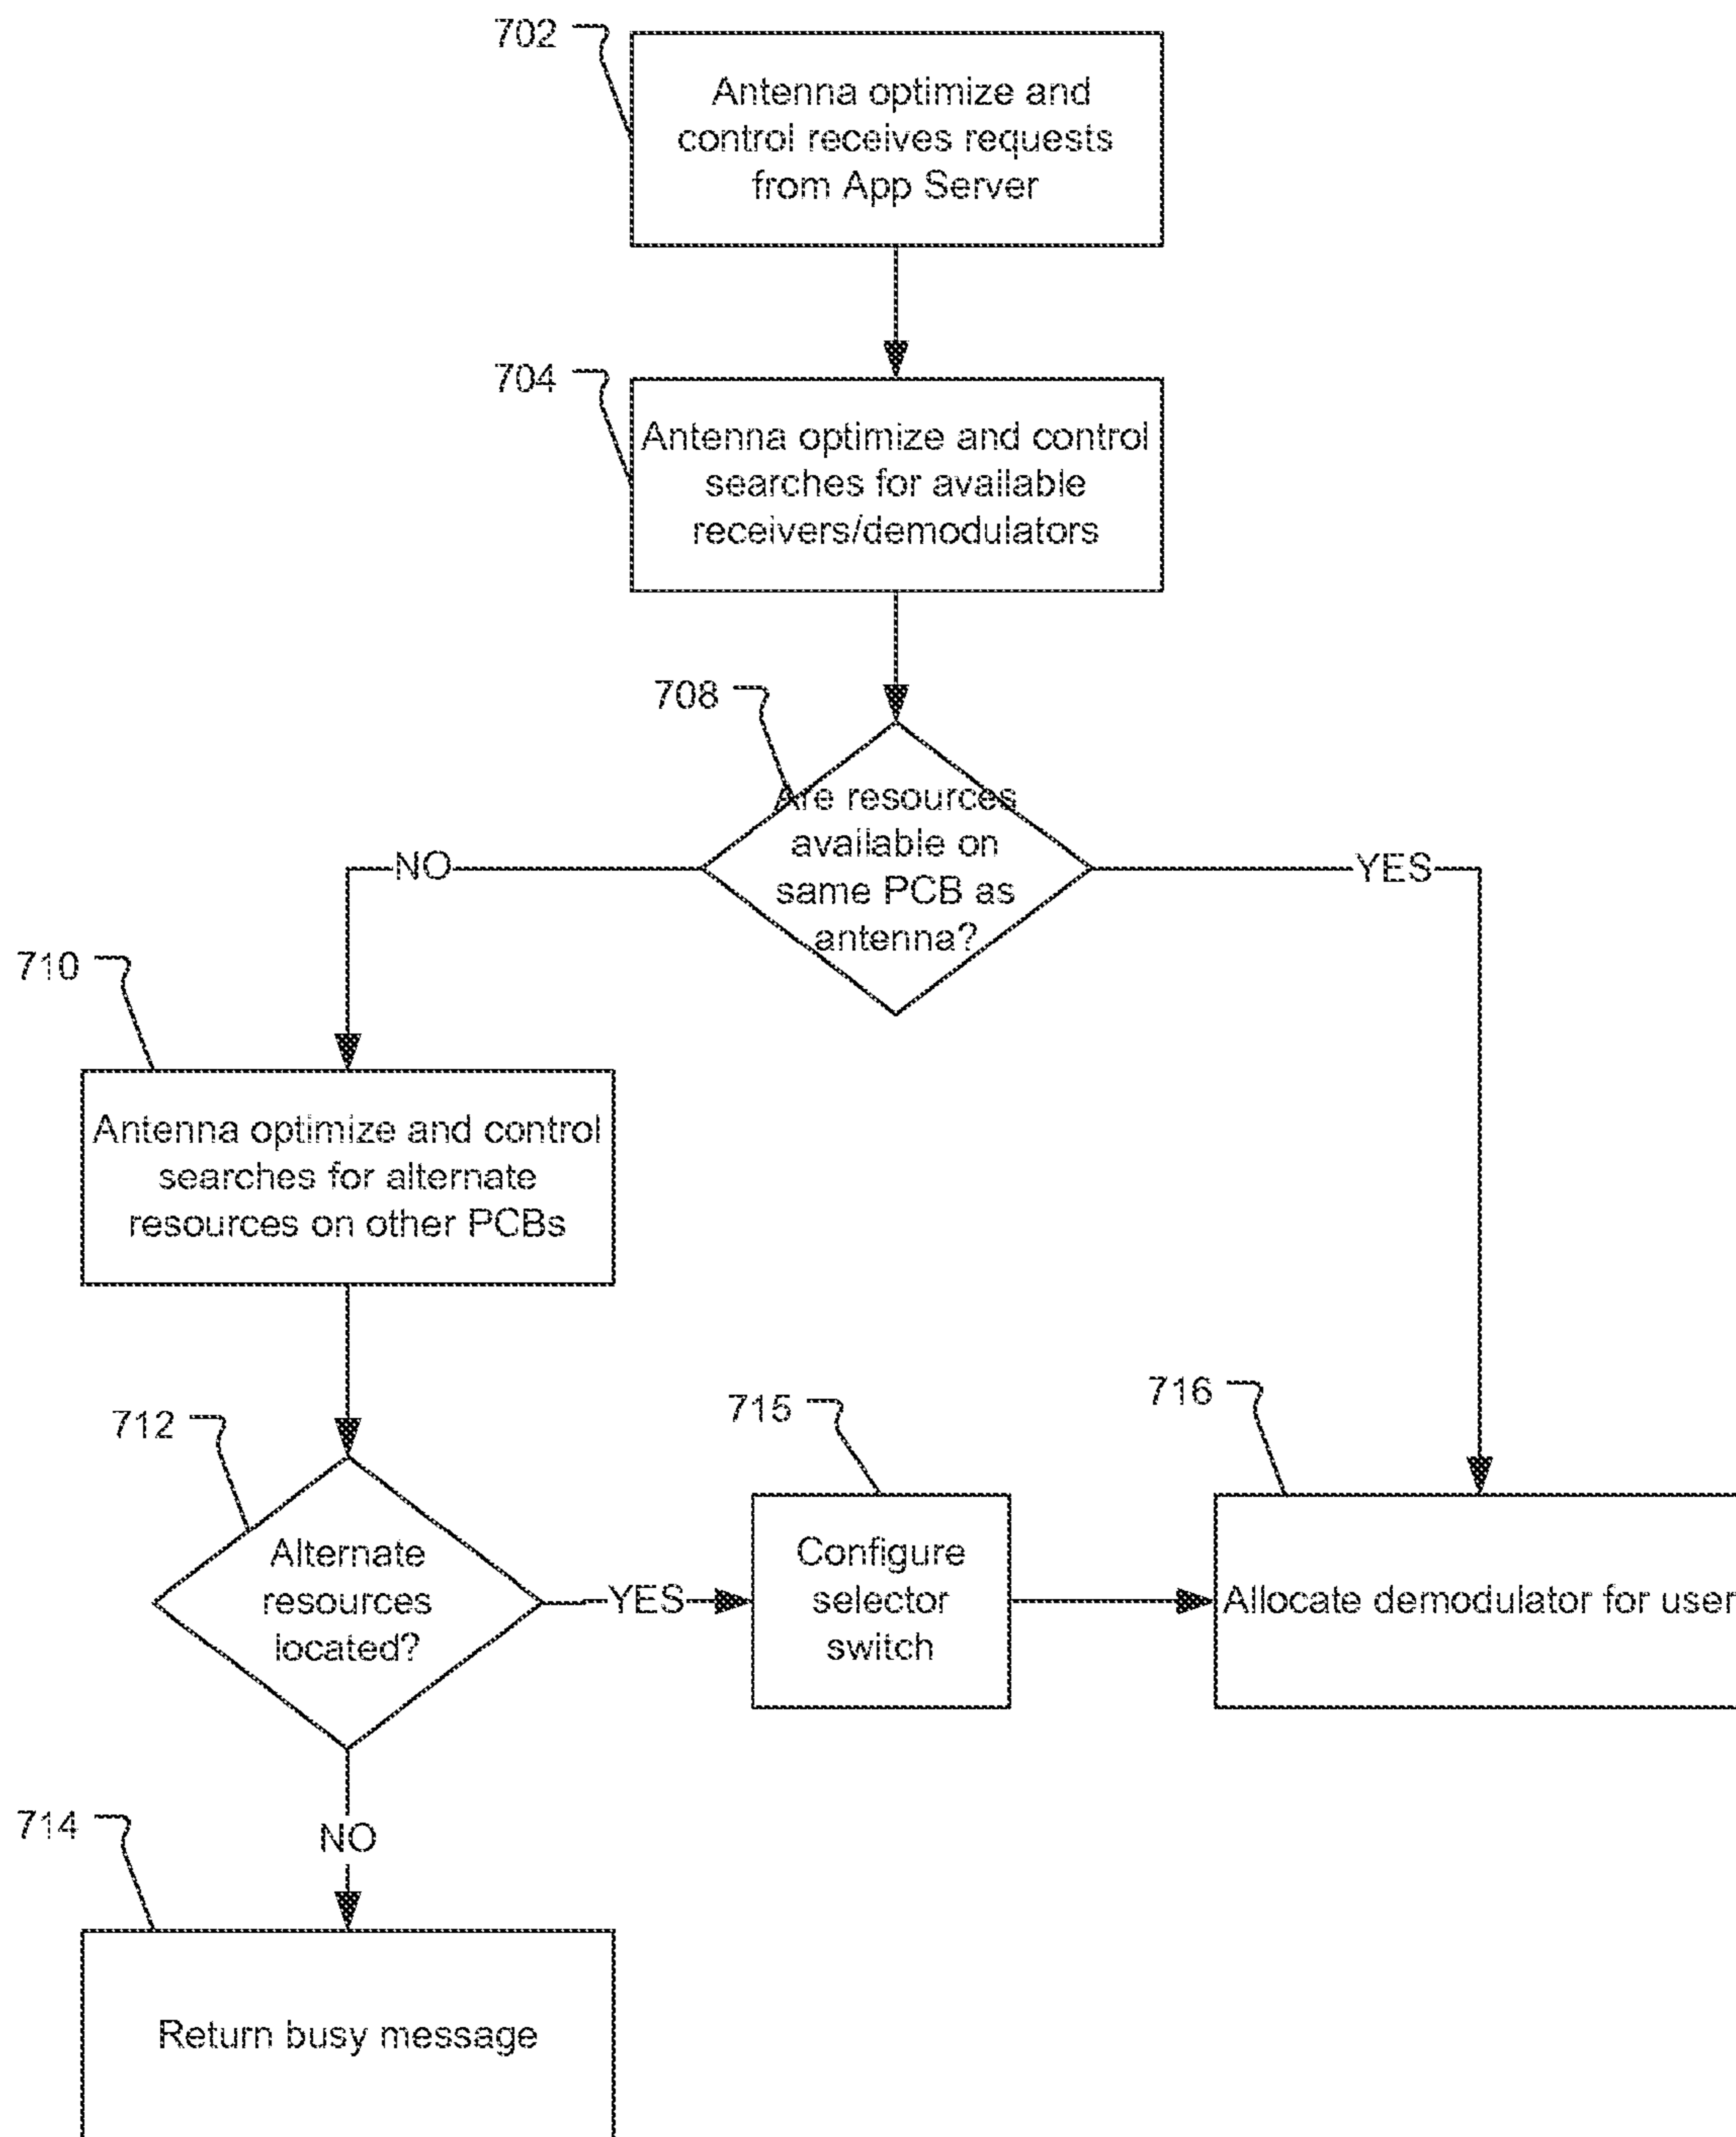 702
Antenna optimize and
control receives requests
from App Server
704
Antenna optimize and control
searches for available
receivers/demodulators
708
Are resources
available on
same PCB as
antenna?
NO
YES
710
Antenna optimize and control
searches for alternate
resources on other PCBs
712
Alternate
resources
located?
YES
715
Configure
selector
switch
716
Allocate demodulator for user
NO
714
Return busy message